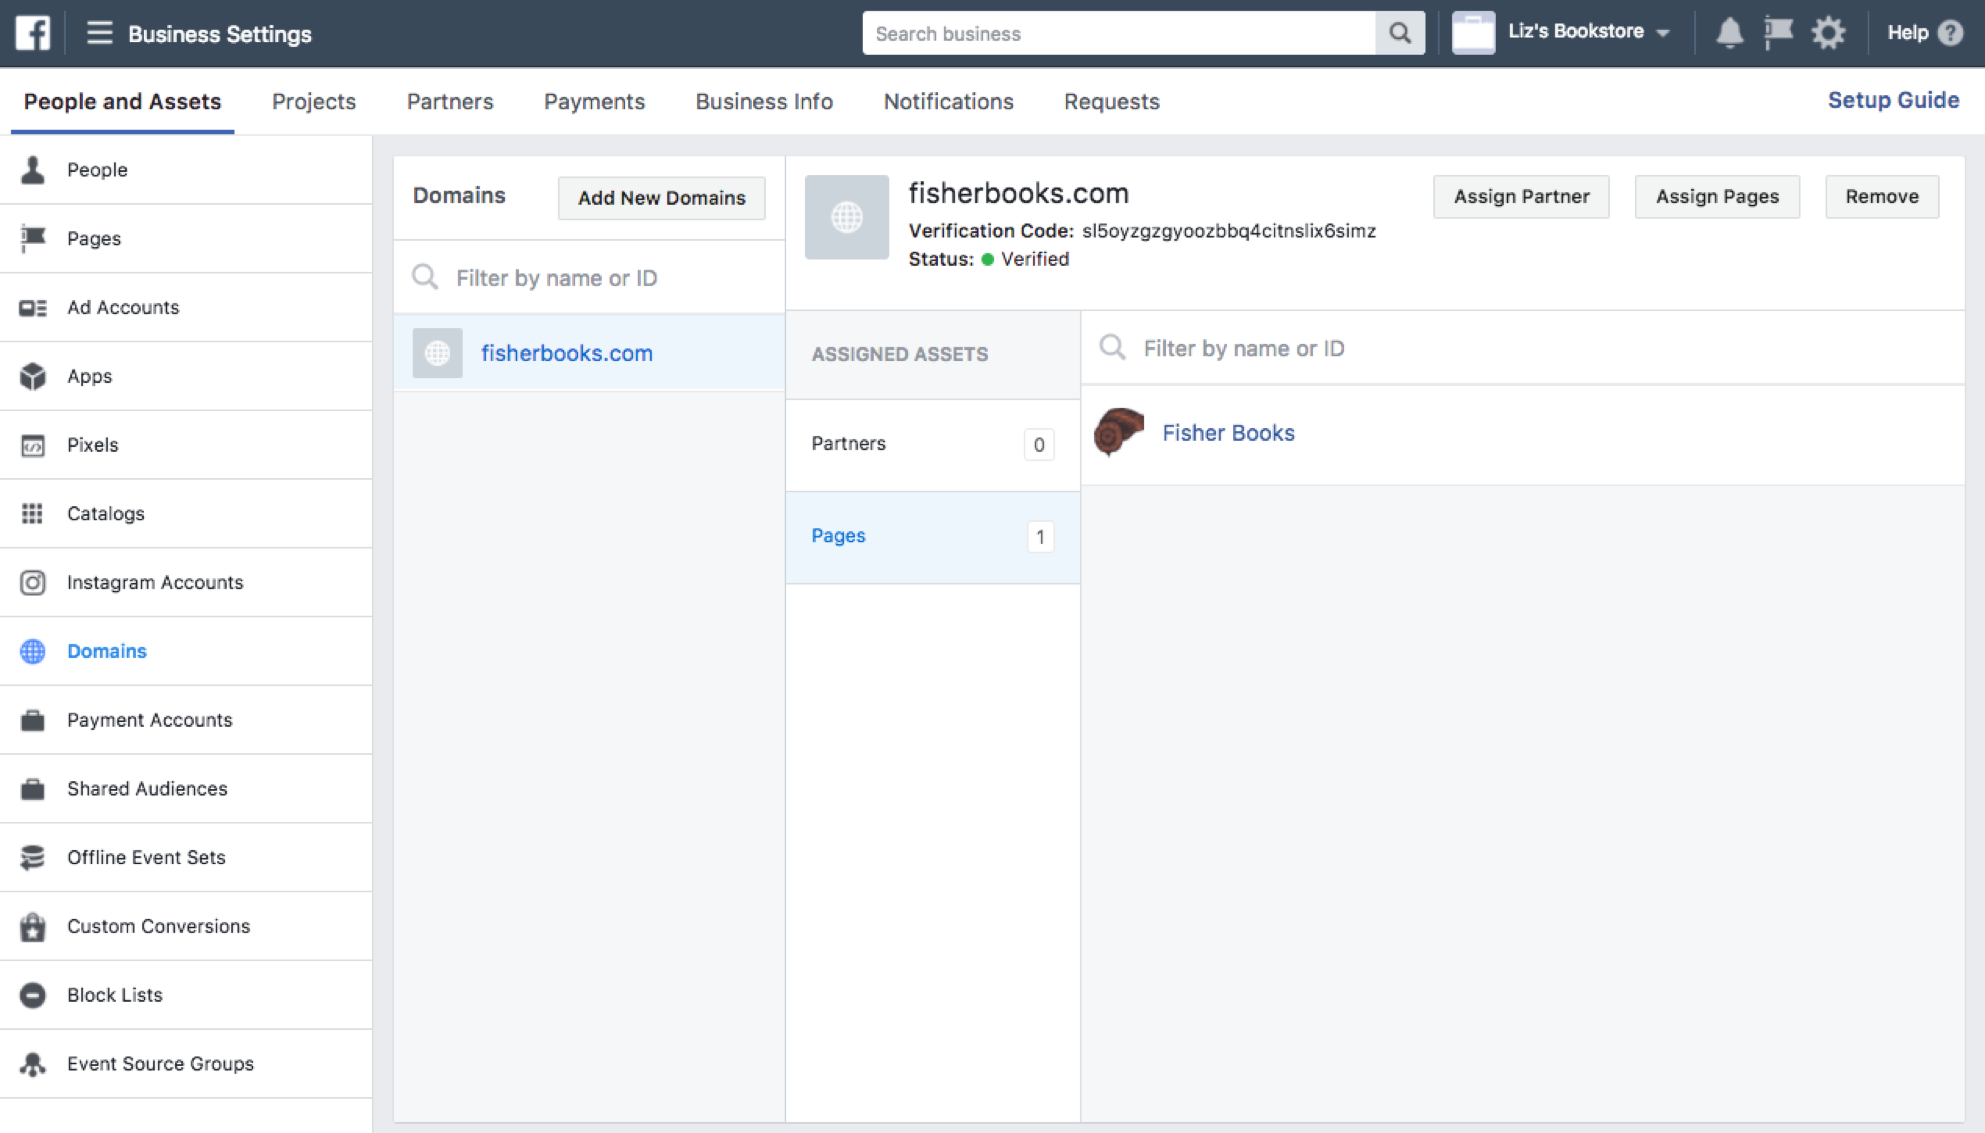 Business Settings
Search business
Liz's Bookstore
Help
People and Assets
Projects
Partners
Payments
Business Info
Notifications
Requests
Setup Guide
People
Pages
Ad Accounts
Apps
Pixels
Catalogs
Instagram Accounts
Domains
Payment Accounts
Shared Audiences
Offline Event Sets
Custom Conversions
Block Lists
Event Source Groups
Domains
Add New Domains
Filter by name or ID
fisherbooks.com
fisherbooks.com
Verification Code: sl5oyzgzgyoozbbq4citnslix6simz
Status: Verified
Assign Partner
Assign Pages
Remove
ASSIGNED ASSETS
Partners 0
Pages 1
Filter by name or ID
Fisher Books